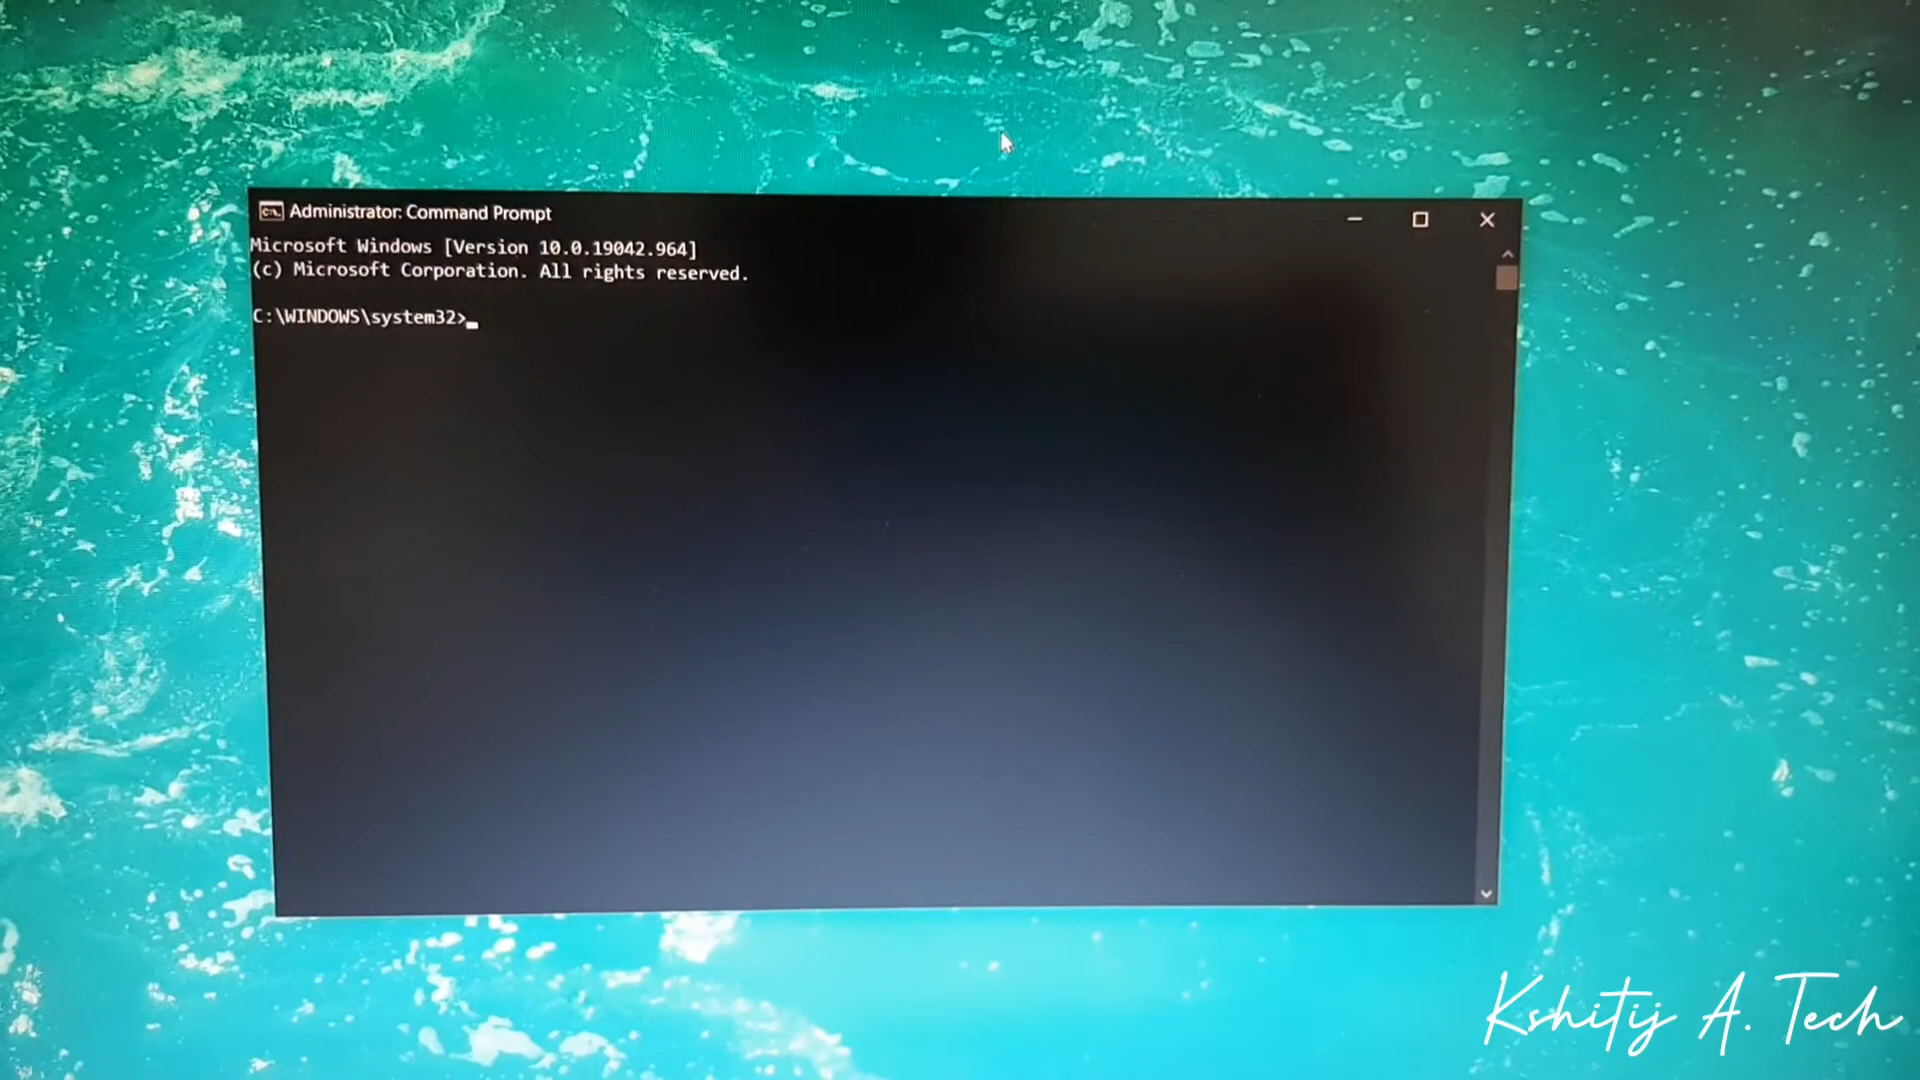 Administrator: Command Prompt
Microsoft Windows [Version 10.0.19042.964]
(c) Microsoft Corporation. All rights reserved.
C:\WINDOWS\system32>
Kshitij A. Tech